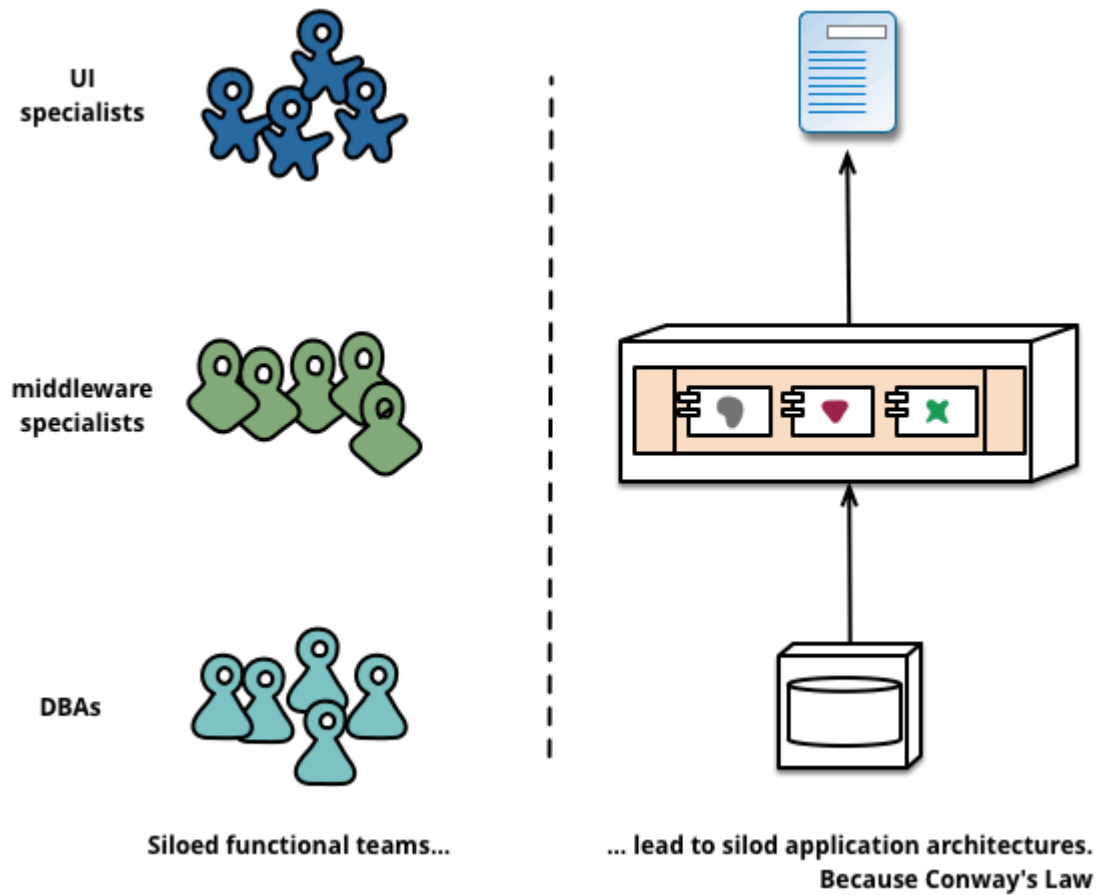 UI
specialists
middleware
specialists
DBAs
Siloed functional teams...
... lead to silod application architectures.
Because Conway's Law